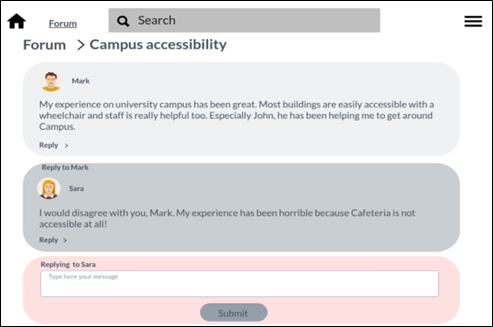 Forum
Search
Forum > Campus accessibility
Mark
My experience on university campus has been great. Most buildings are easily accessible with a
wheelchair and staff is really helpful too. Especially John, he has been helping me to get around
Campus.
Reply >
Reply to Mark
Sara
I would disagree with you, Mark. My experience has been horrible because Cafeteria is not
accessible at all!
Reply >
Replying to Sara
Type here your message
Submit